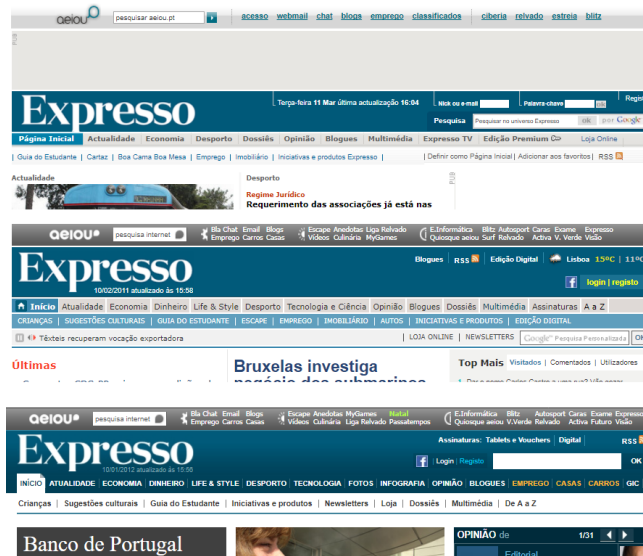 aeiou pesquisar aeiou.pt acesso webmail chat blogs emprego classificados ciberia relvado estreia blitz
PUB
Expresso
Terça-feira 11 Mar última actualização 16:04 Nick ou e-mail Palavra-chave ok Regis
Pesquisa Pesquisar no universo Expresso ok por Google
Página Inicial Actualidade Economia Desporto Dossiês Opinião Blogues Multimédia Expresso TV Edição Premium Loja Online
| Guia do Estudante | Cartaz | Boa Cama Boa Mesa | Emprego | Imobiliário | Iniciativas e produtos Expresso | | Definir como Página Inicial | Adicionar aos favoritos | RSS
Actualidade Desporto PUB
Regime Jurídico
Requerimento das associações já está nas
aeiou pesquisa internet Bla Chat Email Blogs Escape Anedotas Liga Relvado E.Informática Blitz Autosport Caras Exame Expresso
Emprego Carros Casas Vídeos Culinária MyGames Quiosque aeiou Surf Relvado Activa V. Verde Visão
Expresso
Blogues RSS Edição Digital Lisboa 15ºC | 11ºC
10/02/2011 atualizado às 15:58
login | registo
Início Atualidade Economia Dinheiro Life & Style Desporto Tecnologia e Ciência Opinião Blogues Dossiês Multimédia Assinaturas A a Z
CRIANÇAS | SUGESTÕES CULTURAIS | GUIA DO ESTUDANTE | ESCAPE | EMPREGO | IMOBILIÁRIO | AUTOS | INICIATIVAS E PRODUTOS | EDIÇÃO DIGITAL
Têxteis recuperam vocação exportadora | LOJA ONLINE | NEWSLETTERS Google Pesquisa Personalizada
Últimas Bruxelas investiga Top Mais Visitados | Comentados | Utilizadores
negócio dos submarinos
aeiou pesquisa internet Bla Chat Email Blogs Escape Anedotas MyGames Natal E.Informática Blitz Autosport Caras Exame Expresso
Emprego Carros Casas Vídeos Culinária Liga Relvado Passatempos Quiosque aeiou V.Verde Relvado Activa Futuro Visão
Expresso
Assinaturas: Tablets e Vouchers | Digital RSS
Login | Registo OK
10/01/2012 atualizado às 15:56
INÍCIO ATUALIDADE ECONOMIA DINHEIRO LIFE & STYLE DESPORTO TECNOLOGIA FOTOS INFOGRAFIA OPINIÃO BLOGUES EMPREGO CASAS CARROS GIC
Crianças | Sugestões culturais | Guia do Estudante | Iniciativas e produtos | Newsletters | Loja | Dossiês | Multimédia | De A a Z
Banco de Portugal OPINIÃO de 1/31
Editorial